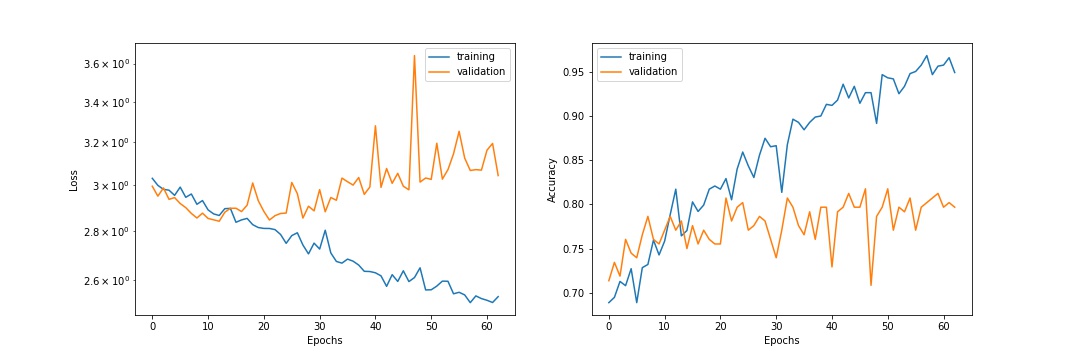 3.6 × 10⁰
3.4 × 10⁰
3.2 × 10⁰
3 × 10⁰
2.8 × 10⁰
2.6 × 10⁰
Loss
0 10 20 30 40 50 60
Epochs
training
validation
0.95
0.90
0.85
0.80
0.75
0.70
Accuracy
0 10 20 30 40 50 60
Epochs
training
validation